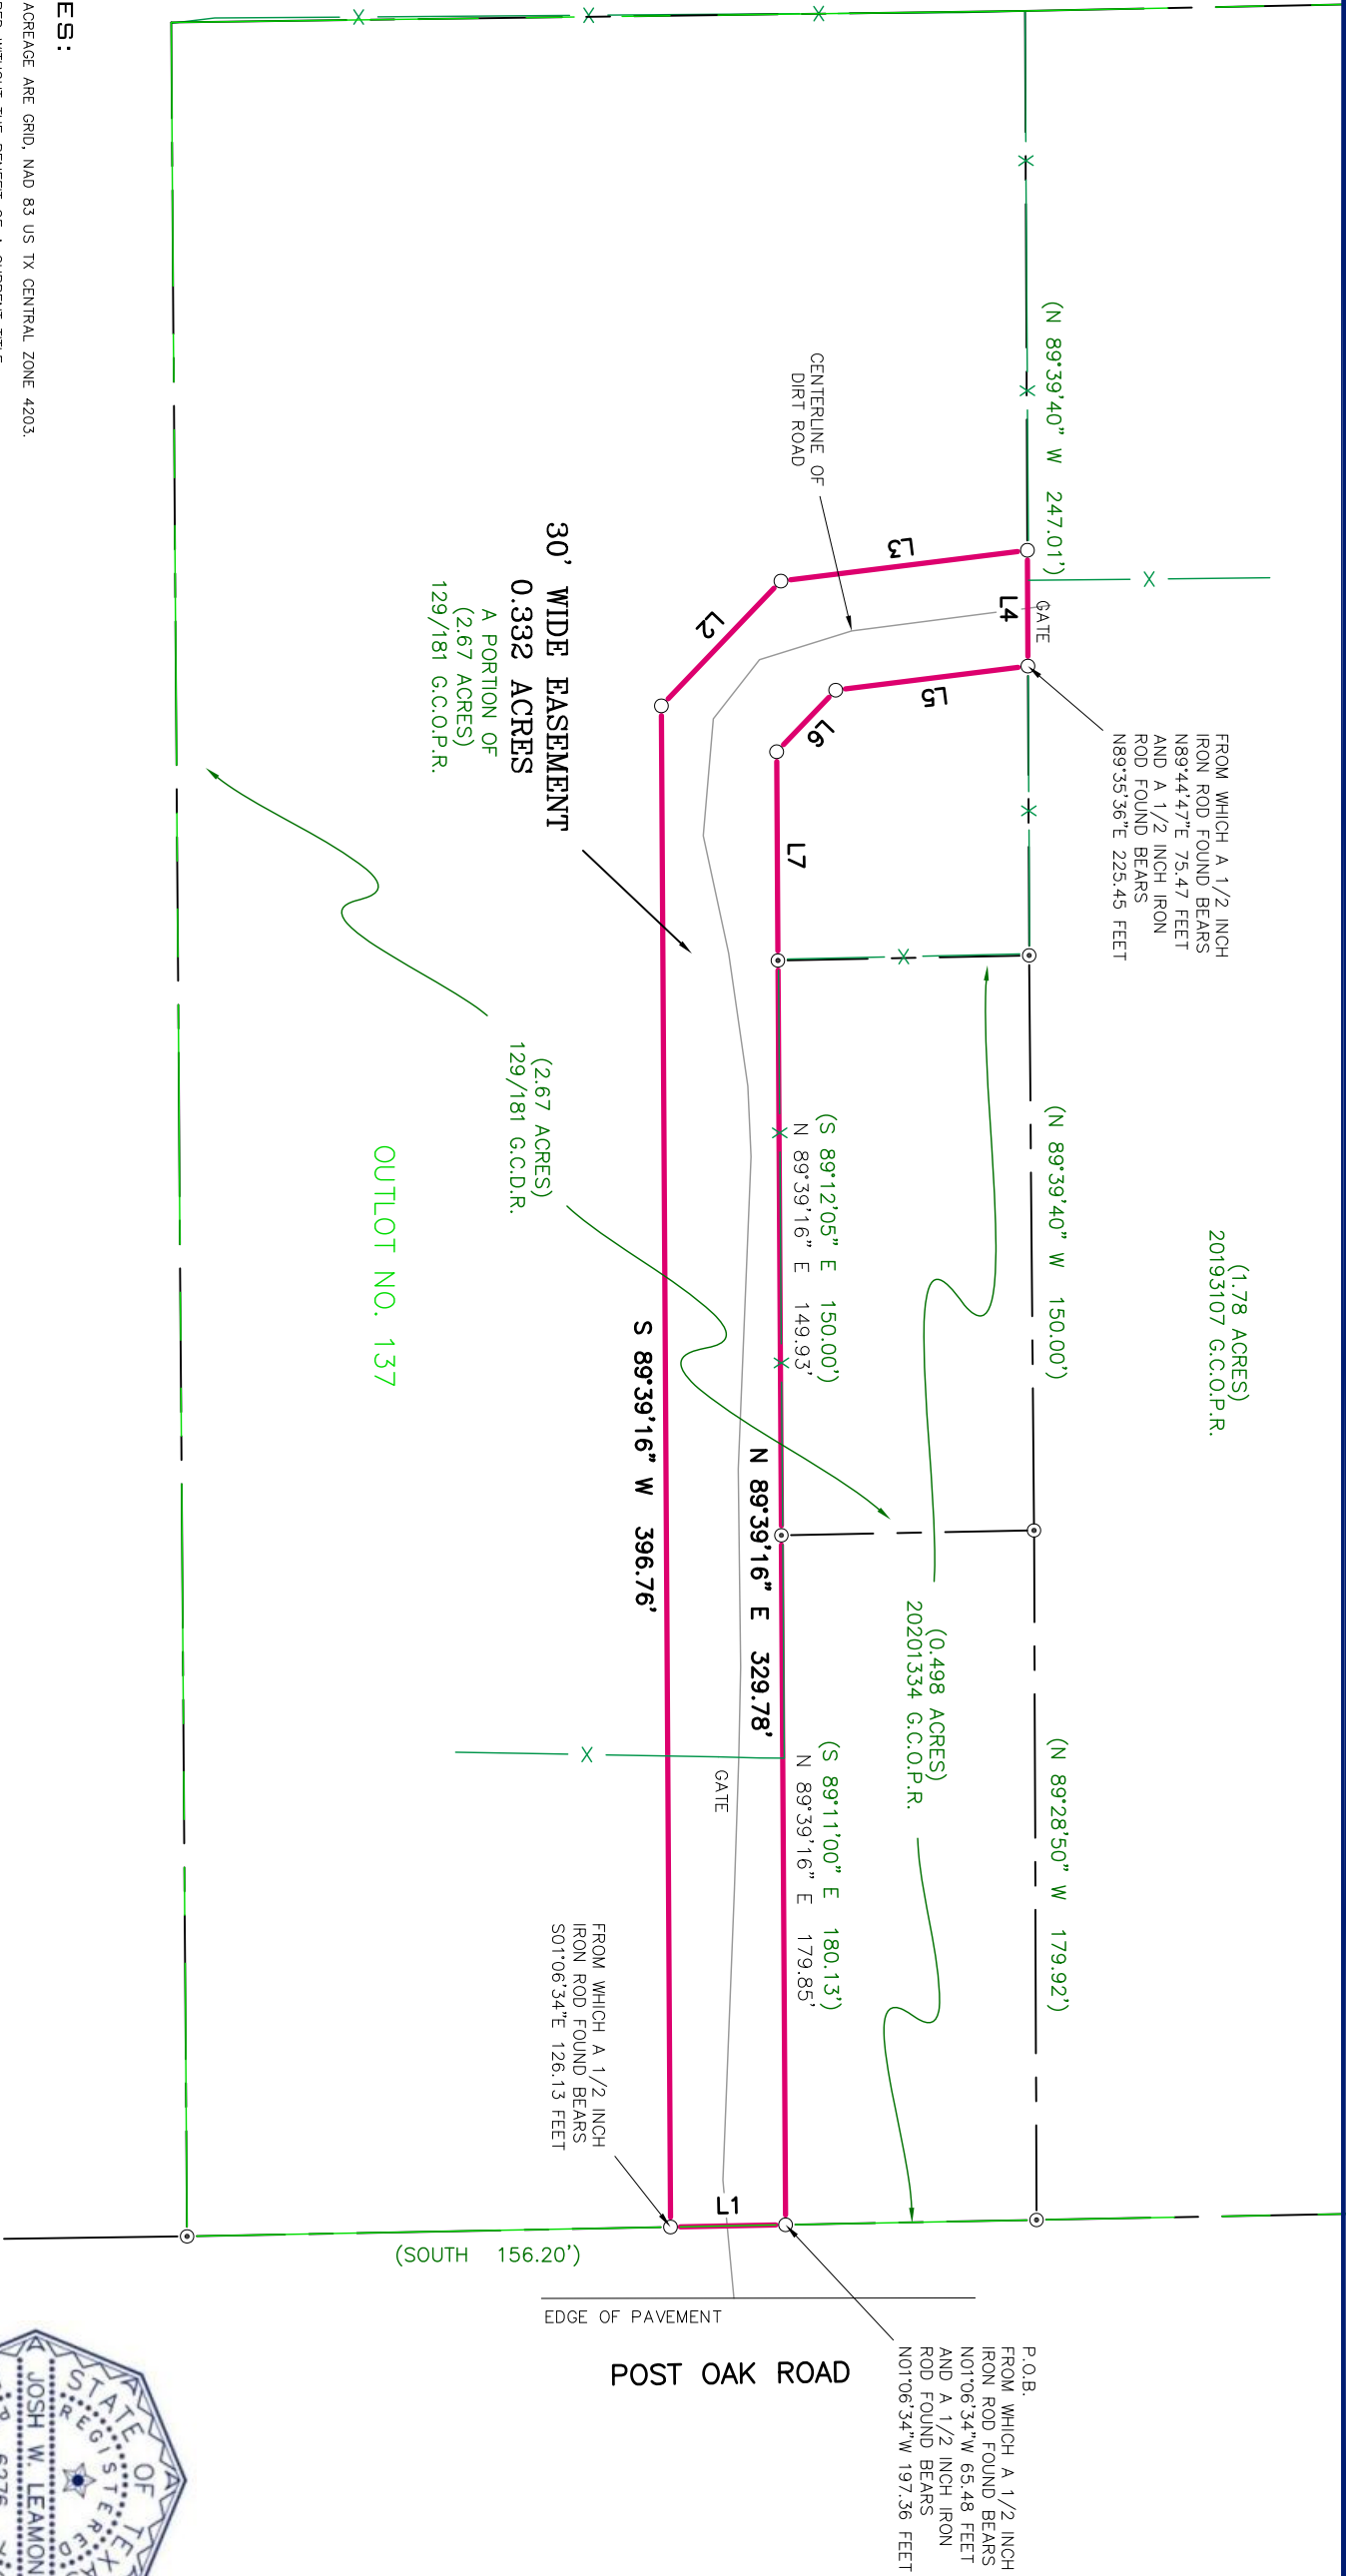 (N 89°39'40" W 247.01')
GATE
L4
L3
L5
L2
L6
L7
CENTERLINE OF
DIRT ROAD
FROM WHICH A 1/2 INCH
IRON ROD FOUND BEARS
N89°44'47"E 75.47 FEET
AND A 1/2 INCH IRON
ROD FOUND BEARS
N89°35'36"E 225.45 FEET
30' WIDE EASEMENT
0.332 ACRES
A PORTION OF
(2.67 ACRES)
129/181 G.C.O.P.R.
(1.78 ACRES)
20193107 G.C.O.P.R.
(N 89°39'40" W 150.00')
(S 89°12'05" E 150.00')
N 89°39'16" E 149.93'
(2.67 ACRES)
129/181 G.C.D.R.
OUTLOT NO. 137
S 89°39'16" W 396.76'
N 89°39'16" E 329.78'
(0.498 ACRES)
20201334 G.C.O.P.R.
(N 89°28'50" W 179.92')
(S 89°11'00" E 180.13')
N 89°39'16" E 179.85'
GATE
FROM WHICH A 1/2 INCH
IRON ROD FOUND BEARS
S01°06'34"E 126.13 FEET
L1
(SOUTH 156.20')
EDGE OF PAVEMENT
POST OAK ROAD
P.O.B.
FROM WHICH A 1/2 INCH
IRON ROD FOUND BEARS
N01°06'34"W 65.48 FEET
AND A 1/2 INCH IRON
ROD FOUND BEARS
N01°06'34"W 197.36 FEET
ES:
ACREAGE ARE GRID, NAD 83 US TX CENTRAL ZONE 4203.
STATE OF TEXAS
REGISTERED
JOSH W. LEAMON